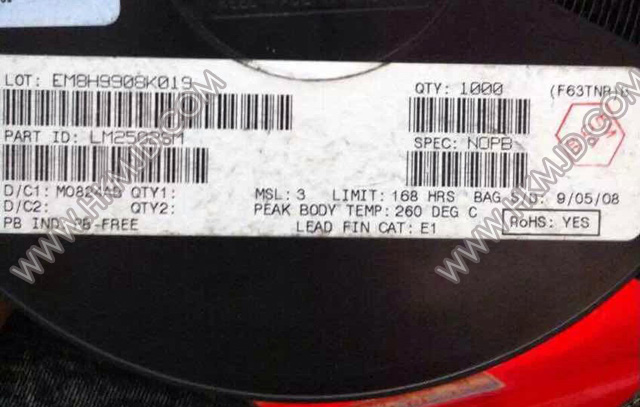 LOT: EM8H9908K019
QTY: 1000
PART ID:
SPEC: NOPB
D/C1: QTY1:
D/C2: QTY2:
MSL: 3 LIMIT: 168 HRS BAG 9/05/08
PEAK BODY TEMP: 260 DEG C
RoHS: YES
PB IND: PB-FREE
LEAD FIN CAT: E1
WWW.HKMJD.COM
WWW.HKMJD.COM